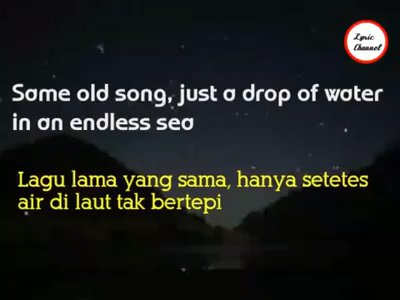 Lyric
Channel
Same old song, just a drop of water
in an endless sea
Lagu lama yang sama, hanya setetes
air di laut tak bertepi